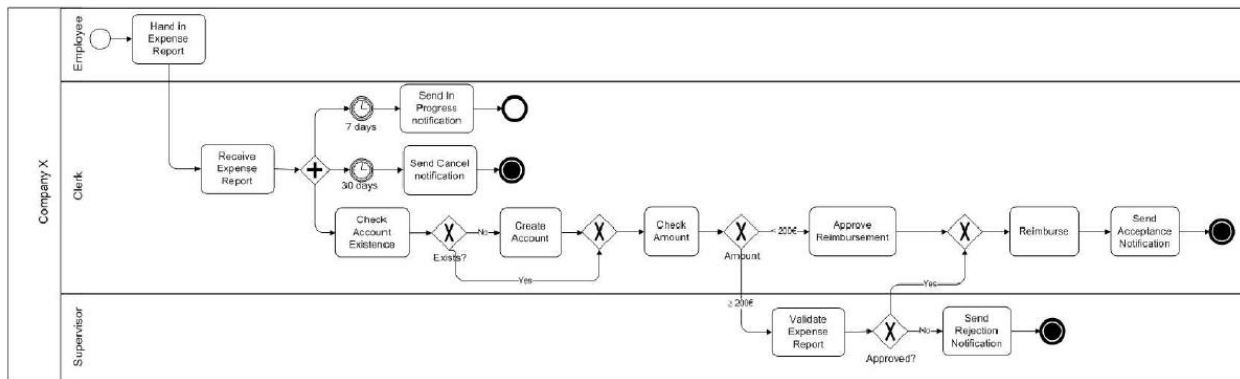 Company X
Employee
Hand in
Expense
Report
Clerk
7 days
Send In
Progress
notification
Receive
Expense
Report
30 days
Send Cancel
notification
Check
Account
Existence
Exists?
No
Yes
Create
Account
Check
Amount
Amount
< 200€
Approve
Reimbursement
Reimburse
Send
Acceptance
Notification
≥ 200€
Yes
Supervisor
Validate
Expense
Report
Approved?
No
Send
Rejection
Notification